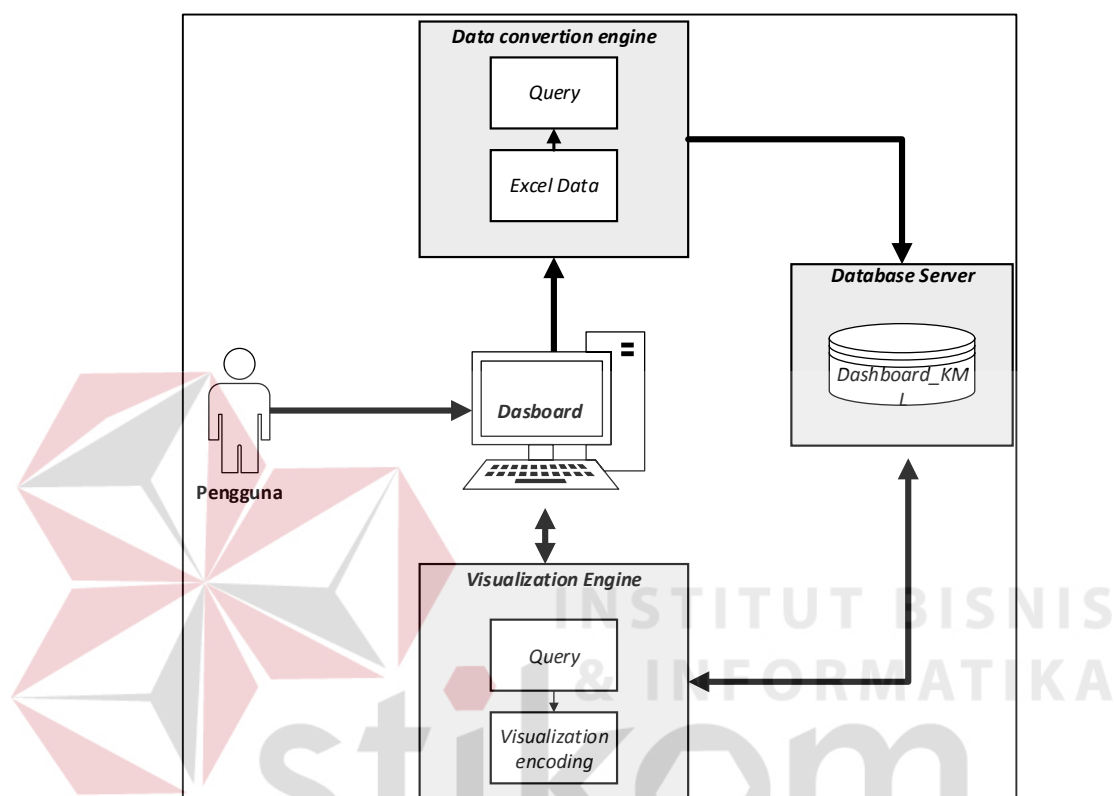 Data convertion engine
Query
Excel Data
Database Server
Dashboard_KM
L
Dasboard
Pengguna
Visualization Engine
INSTITUT BISNIS
& INFORMATIKA
Query
Visualization
encoding
stikom